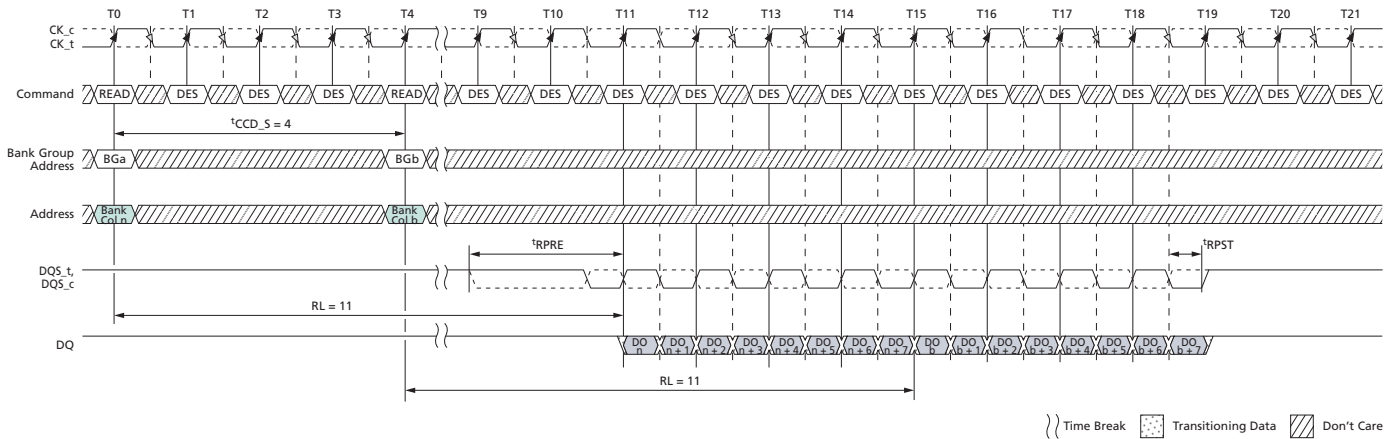 T0 T1 T2 T3 T4 T9 T10 T11 T12 T13 T14 T15 T16 T17 T18 T19 T20 T21
CK_c
CK_t
Command READ DES DES DES READ DES DES DES DES DES DES DES DES DES DES DES DES DES
tCCD_S = 4
Bank Group
Address
BGa BGb
Address
Bank
Col n
Bank
Col b
tRPRE tRPST
DQS_t,
DQS_c
RL = 11
DQ
DO
n
DO
n + 1
DO
n + 2
DO
n + 3
DO
n + 4
DO
n + 5
DO
n + 6
DO
n + 7
DO
b
DO
b + 1
DO
b + 2
DO
b + 3
DO
b + 4
DO
b + 5
DO
b + 6
DO
b + 7
RL = 11
Time Break Transitioning Data Don't Care